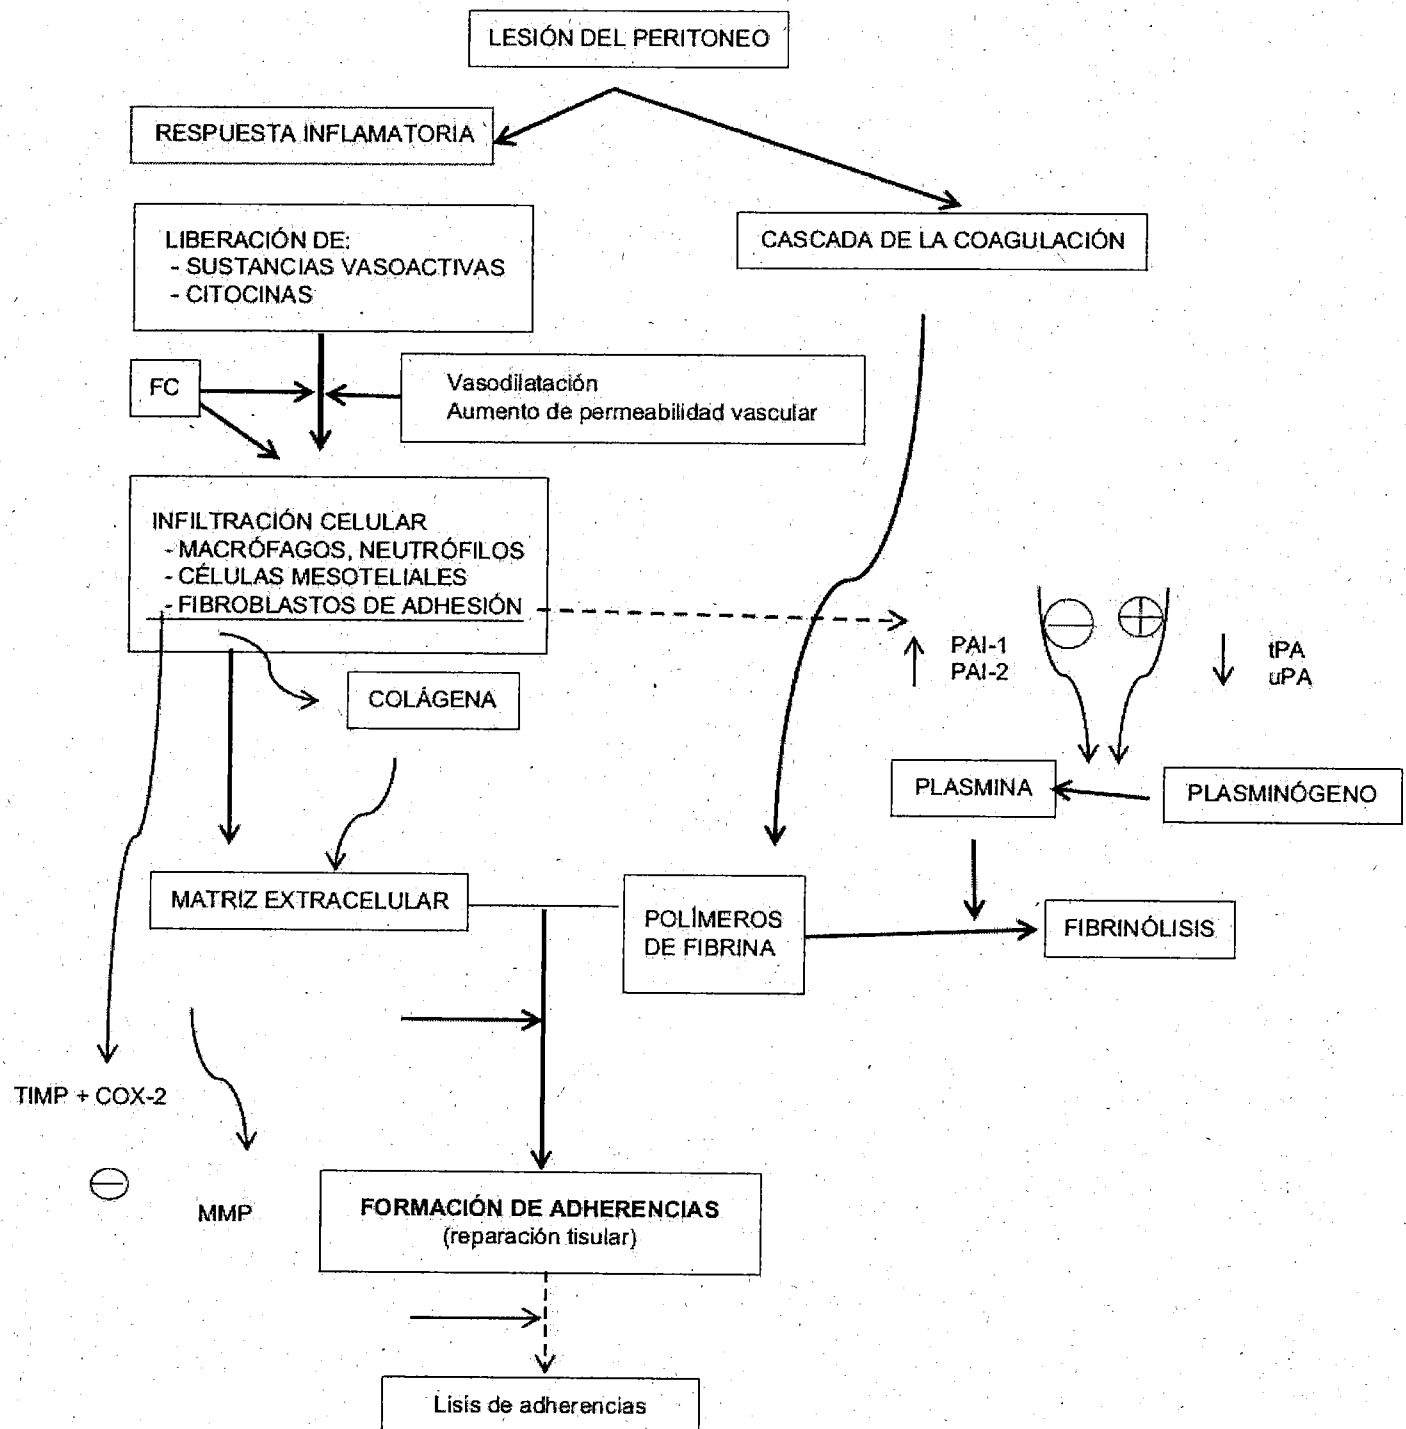 LESIÓN DEL PERITONEO
RESPUESTA INFLAMATORIA
LIBERACIÓN DE:
- SUSTANCIAS VASOACTIVAS
- CITOCINAS
CASCADA DE LA COAGULACIÓN
FC
Vasodilatación
Aumento de permeabilidad vascular
INFILTRACIÓN CELULAR
- MACRÓFAGOS, NEUTRÓFILOS
- CÉLULAS MESOTELIALES
- FIBROBLASTOS DE ADHESIÓN
PAI-1
PAI-2
tPA
uPA
COLÁGENA
PLASMINA
PLASMINÓGENO
MATRIZ EXTRACELULAR
POLÍMEROS
DE FIBRINA
FIBRINÓLISIS
TIMP + COX-2
MMP
FORMACIÓN DE ADHERENCIAS
(reparación tisular)
Lisis de adherencias